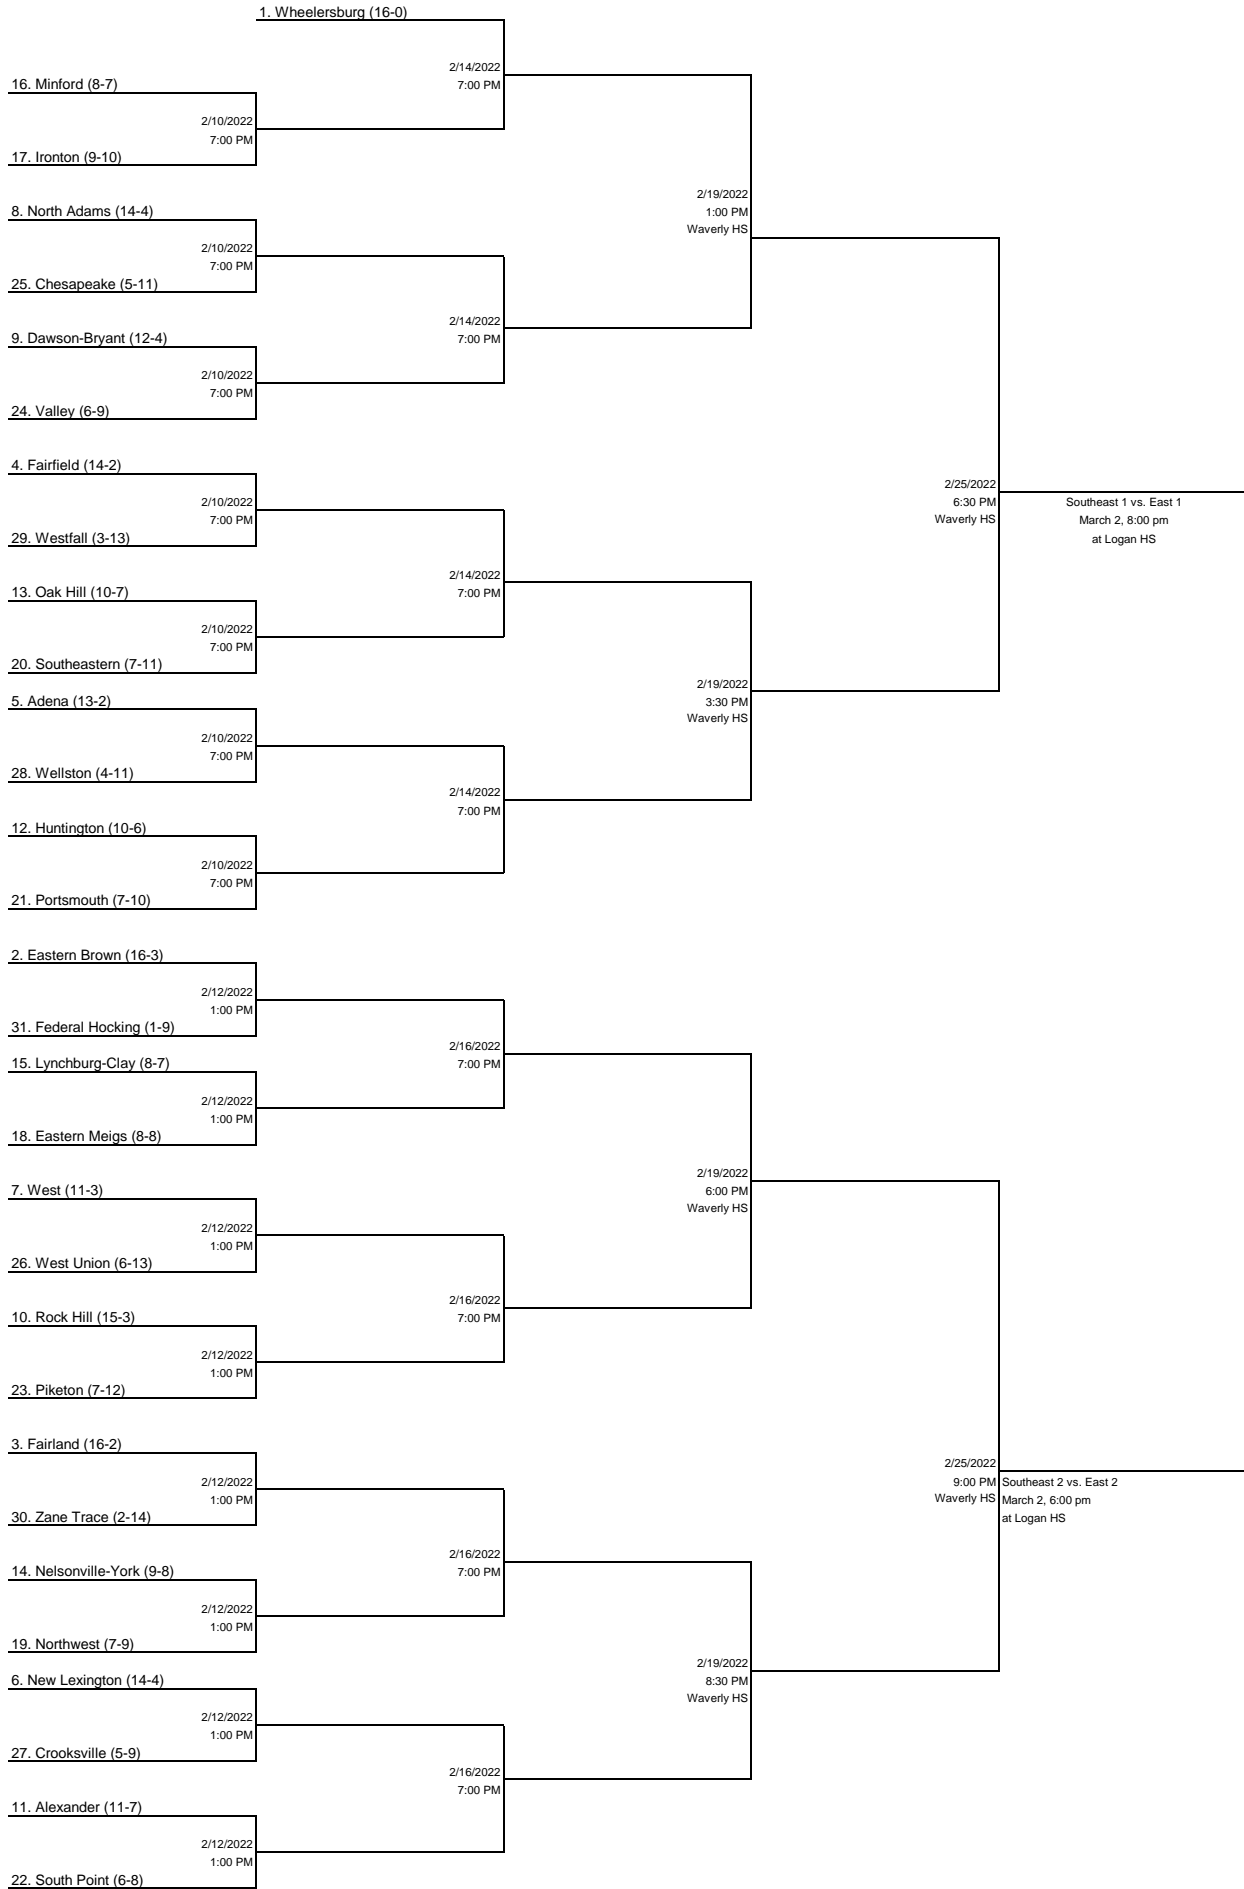 1. Wheelersburg (16-0)
2/14/2022
7:00 PM
16. Minford (8-7)
2/10/2022
7:00 PM
17. Ironton (9-10)
8. North Adams (14-4)
2/19/2022
1:00 PM
Waverly HS
2/10/2022
7:00 PM
25. Chesapeake (5-11)
2/14/2022
7:00 PM
9. Dawson-Bryant (12-4)
2/10/2022
7:00 PM
24. Valley (6-9)
4. Fairfield (14-2)
2/25/2022
6:30 PM
Waverly HS
Southeast 1 vs. East 1
March 2, 8:00 pm
at Logan HS
2/10/2022
7:00 PM
29. Westfall (3-13)
2/14/2022
7:00 PM
13. Oak Hill (10-7)
2/10/2022
7:00 PM
20. Southeastern (7-11)
2/19/2022
3:30 PM
Waverly HS
5. Adena (13-2)
2/10/2022
7:00 PM
28. Wellston (4-11)
2/14/2022
7:00 PM
12. Huntington (10-6)
2/10/2022
7:00 PM
21. Portsmouth (7-10)
2. Eastern Brown (16-3)
2/12/2022
1:00 PM
31. Federal Hocking (1-9)
2/16/2022
7:00 PM
15. Lynchburg-Clay (8-7)
2/12/2022
1:00 PM
18. Eastern Meigs (8-8)
2/19/2022
6:00 PM
Waverly HS
7. West (11-3)
2/12/2022
1:00 PM
26. West Union (6-13)
2/16/2022
7:00 PM
10. Rock Hill (15-3)
2/12/2022
1:00 PM
23. Piketon (7-12)
3. Fairland (16-2)
2/25/2022
9:00 PM
Waverly HS
Southeast 2 vs. East 2
March 2, 6:00 pm
at Logan HS
2/12/2022
1:00 PM
30. Zane Trace (2-14)
2/16/2022
7:00 PM
14. Nelsonville-York (9-8)
2/12/2022
1:00 PM
19. Northwest (7-9)
2/19/2022
8:30 PM
Waverly HS
6. New Lexington (14-4)
2/12/2022
1:00 PM
27. Crooksville (5-9)
2/16/2022
7:00 PM
11. Alexander (11-7)
2/12/2022
1:00 PM
22. South Point (6-8)